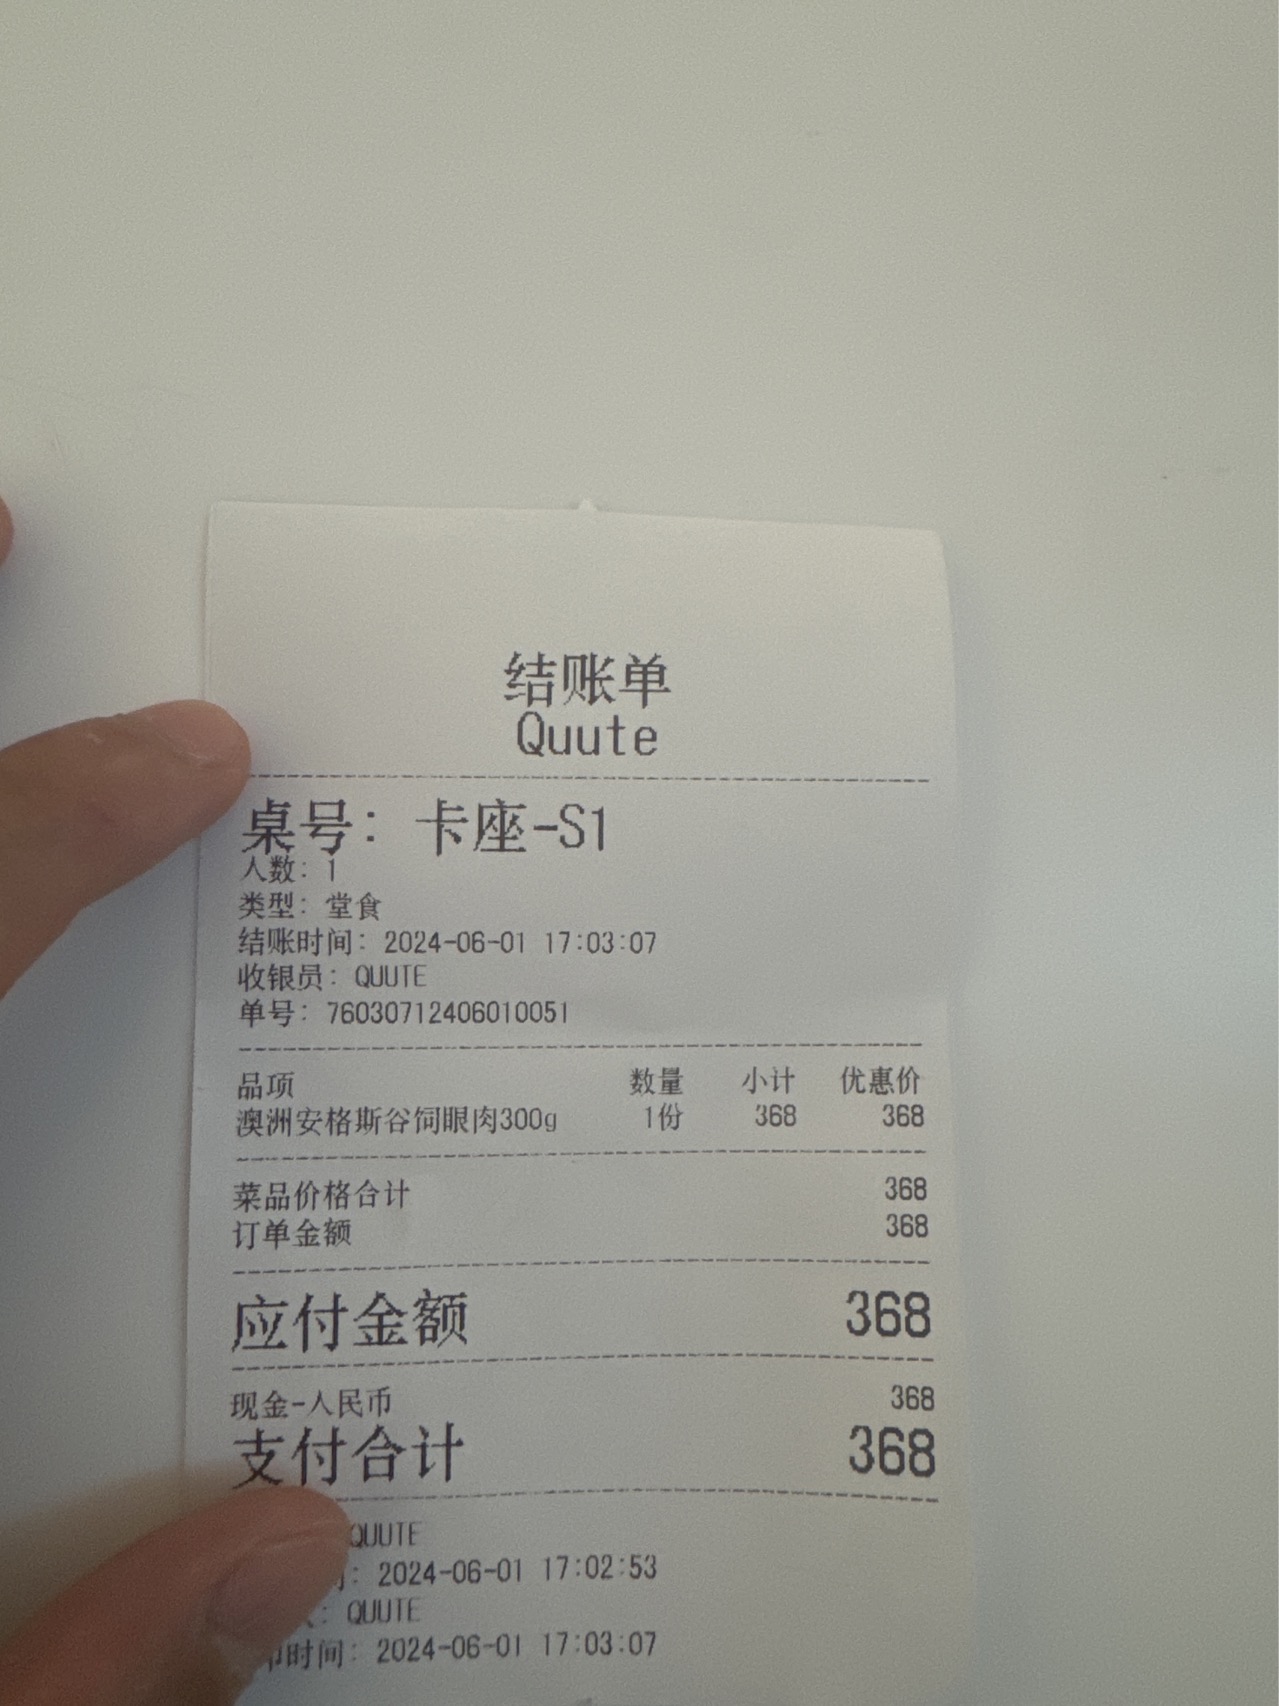 结账单
Quute
桌号: 卡座-S1
人数: 1
类型: 堂食
结账时间: 2024-06-01 17:03:07
收银员: QUUTE
单号: 76030712406010051
品项 数量 小计 优惠价
澳洲安格斯谷饲眼肉300g 1份 368 368
菜品价格合计 368
订单金额 368
应付金额 368
现金-人民币 368
支付合计 368
QUUTE
: 2024-06-01 17:02:53
: QUUTE
印时间: 2024-06-01 17:03:07